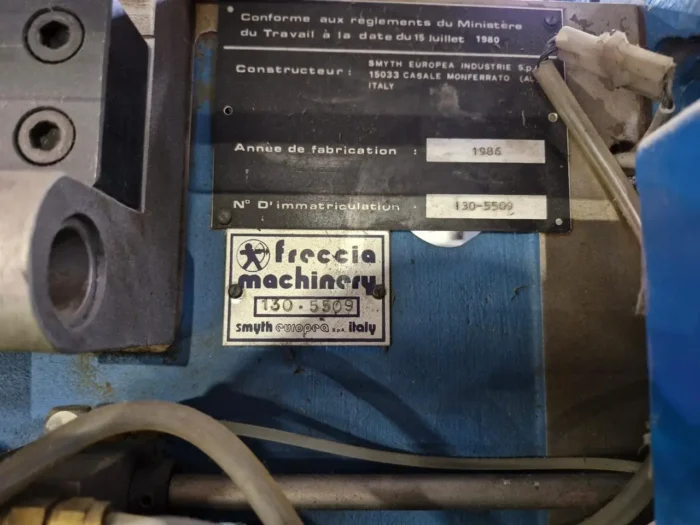 Conforme aux règlements du Ministère
du Travail à la date du 15 Juillet 1980
Constructeur : SMYTH EUROPEA INDUSTRIE S.p.
15033 CASALE MONFERRATO (AL
ITALY
Année de fabrication : 1986
N° D'immatriculation : 130-5509
freccia
machinery
130.5509
smyth europea ... italy